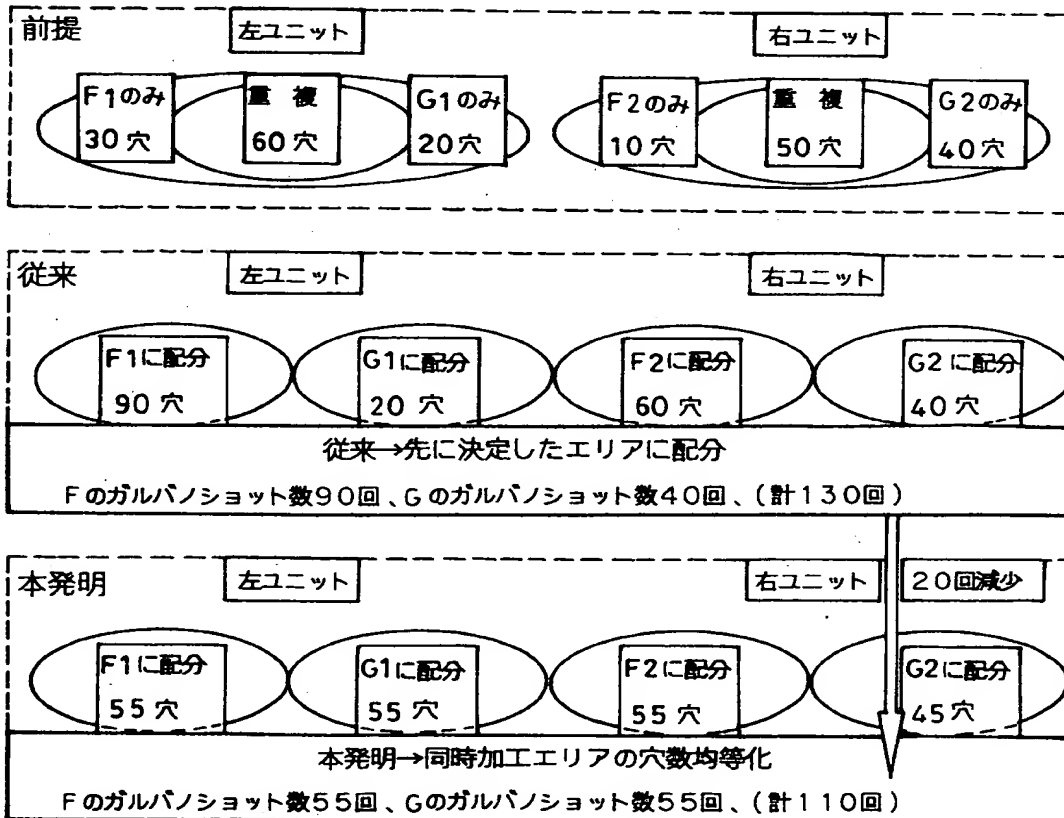 前提
左ユニット
右ユニット
F1のみ
30穴
重複
60穴
G1のみ
20穴
F2のみ
10穴
重複
50穴
G2のみ
40穴
従来
左ユニット
右ユニット
F1に配分
90穴
G1に配分
20穴
F2に配分
60穴
G2に配分
40穴
従来→先に決定したエリアに配分
Fのガルバノショット数90回、Gのガルバノショット数40回、(計130回)
本発明
左ユニット
右ユニット
20回減少
F1に配分
55穴
G1に配分
55穴
F2に配分
55穴
G2に配分
45穴
本発明→同時加工エリアの穴数均等化
Fのガルバノショット数55回、Gのガルバノショット数55回、(計110回)